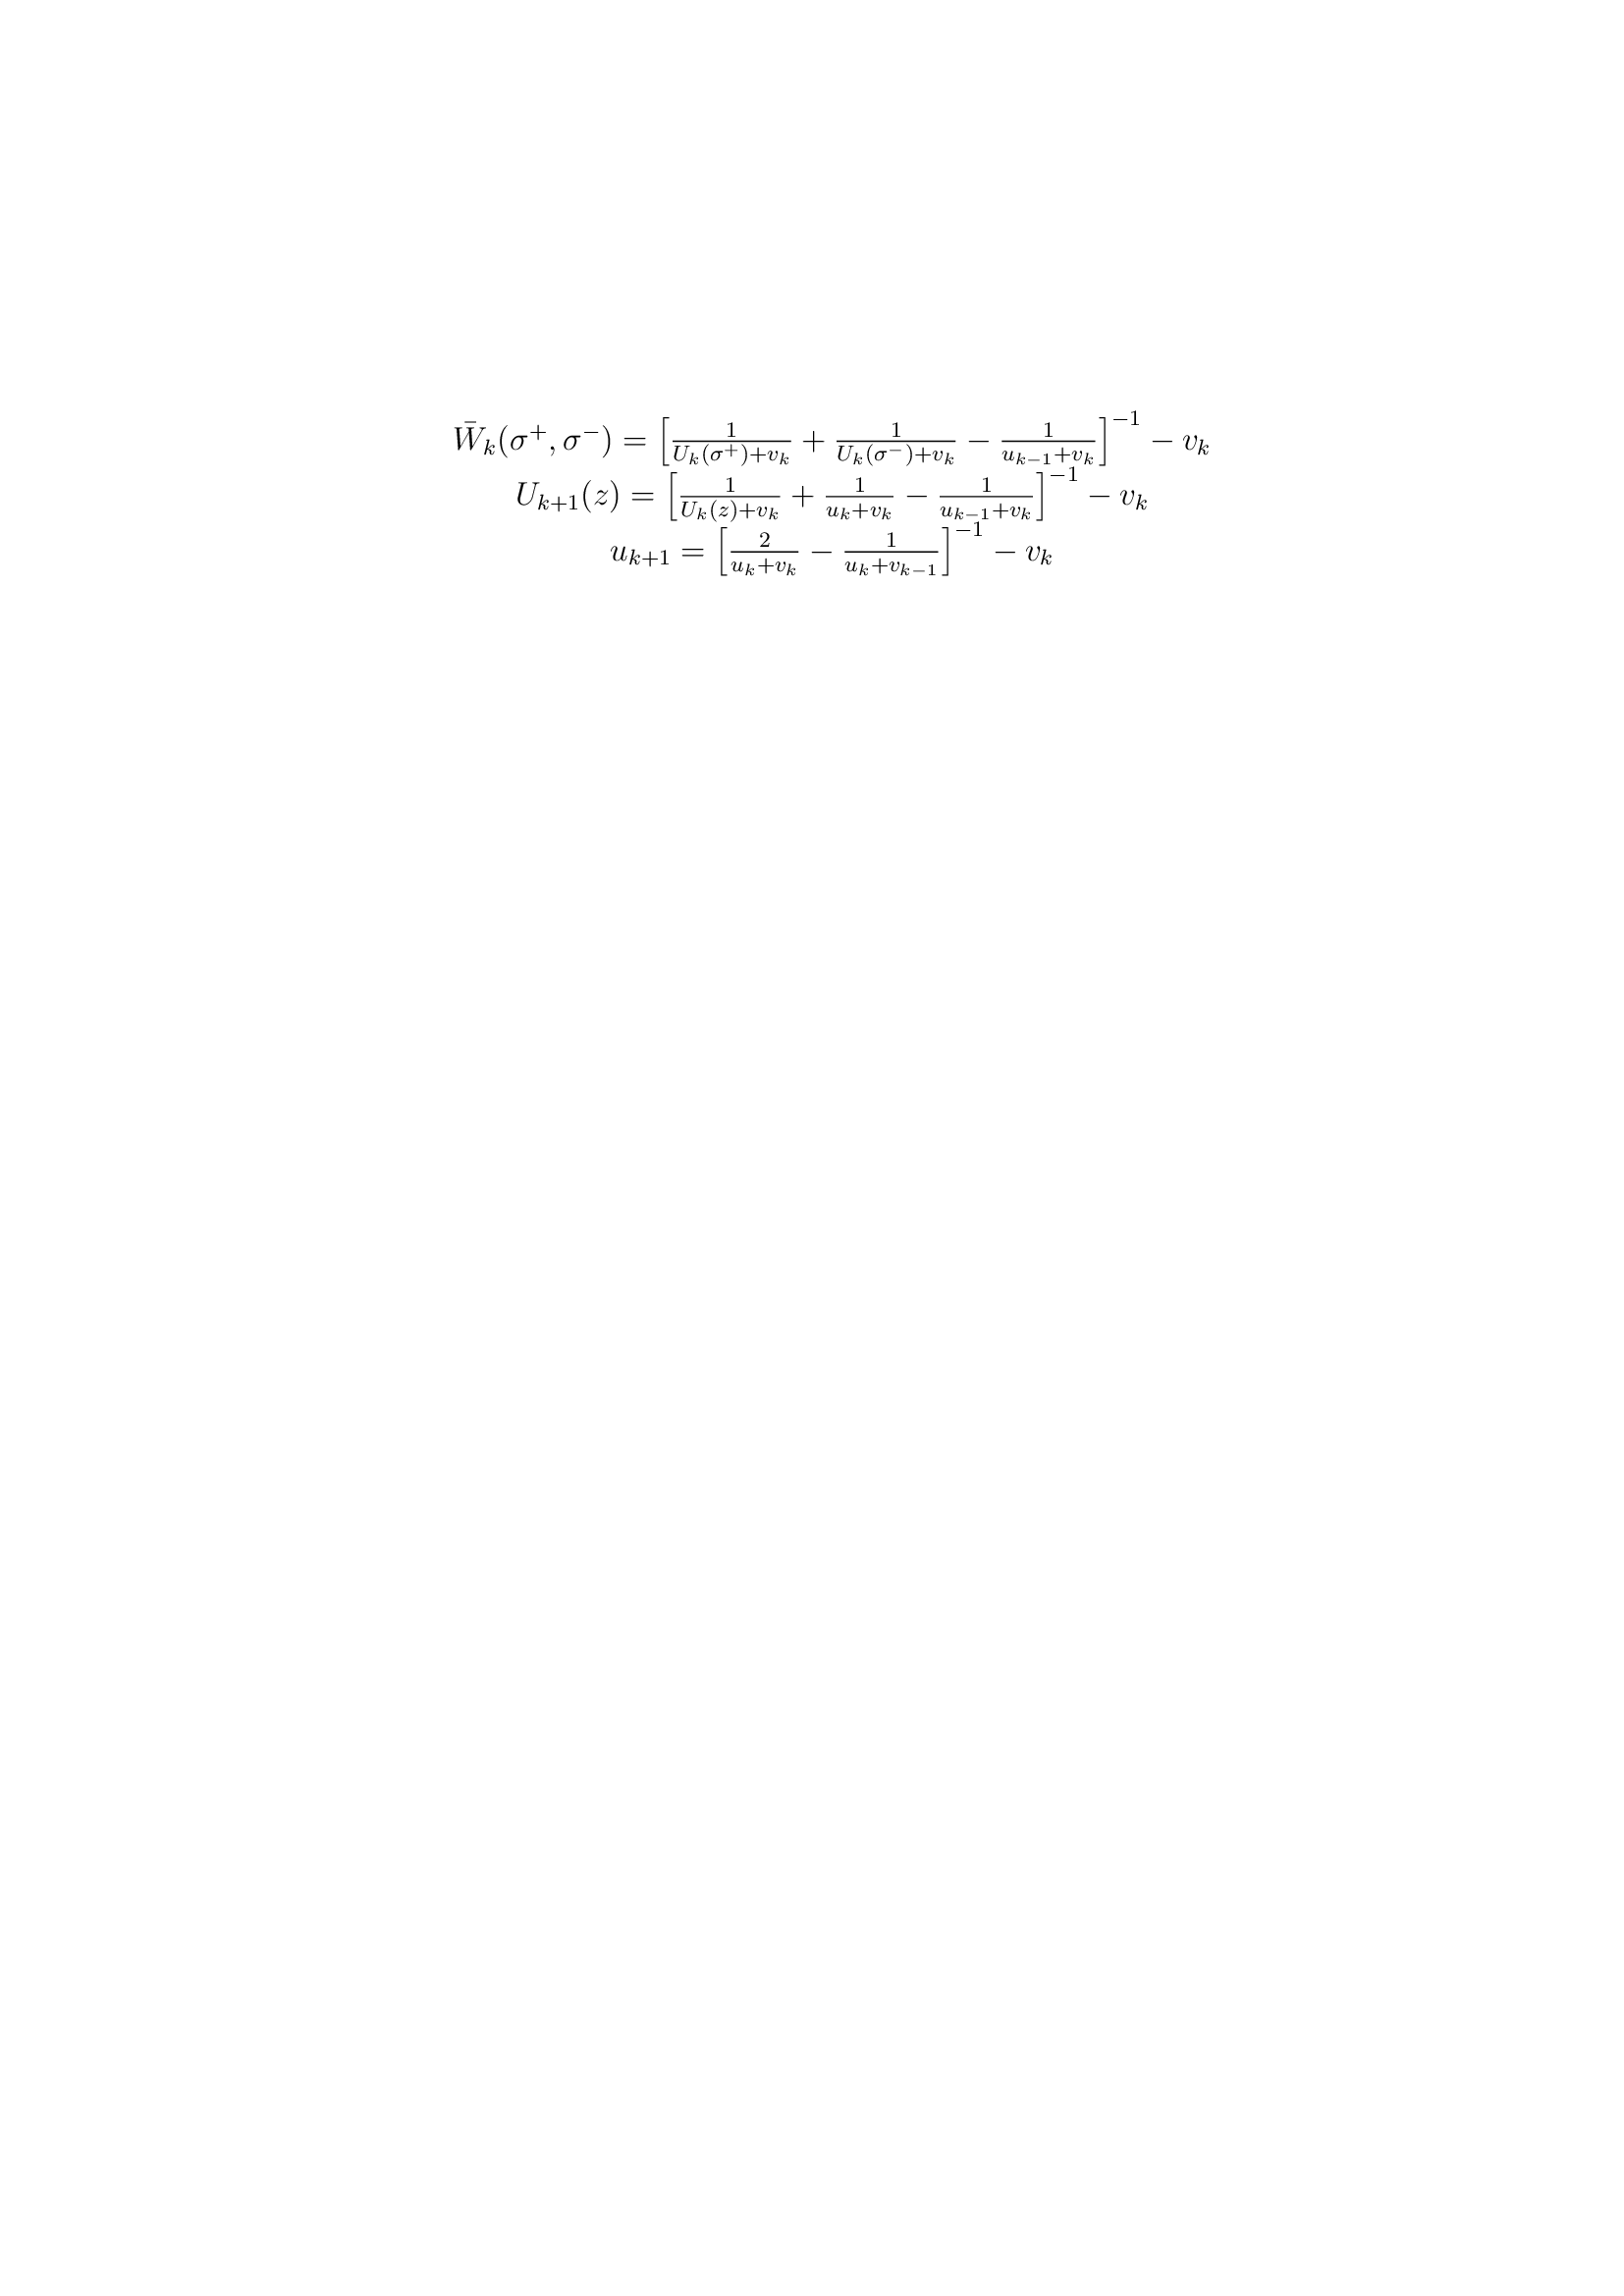 $\bar{W}_k(\sigma^+, \sigma^-) = \left[ \frac{1}{U_k(\sigma^+)+v_k} + \frac{1}{U_k(\sigma^-)+v_k} - \frac{1}{u_{k-1}+v_k} \right]^{-1} - v_k$
$U_{k+1}(z) = \left[ \frac{1}{U_k(z)+v_k} + \frac{1}{u_k+v_k} - \frac{1}{u_{k-1}+v_k} \right]^{-1} - v_k$
$u_{k+1} = \left[ \frac{2}{u_k+v_k} - \frac{1}{u_k+v_{k-1}} \right]^{-1} - v_k$